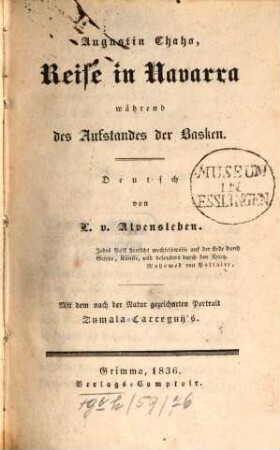 Augustin Chaho,
Reise in Navarra
während
des Aufstandes der Basken.
Deutsch
von
L. v. Alvensleben.
MUSEUM
IN
ESSLINGEN
Jedes Volk herrscht wechselsweis auf der Erde durch
Gesetze, Künste, und besonders durch den Krieg.
Mahomed von Voltaire.
Mit dem nach der Natur gezeichneten Portrait
Zumala-Carreguy's.
Grimma, 1836.
Verlags-Comptoir.